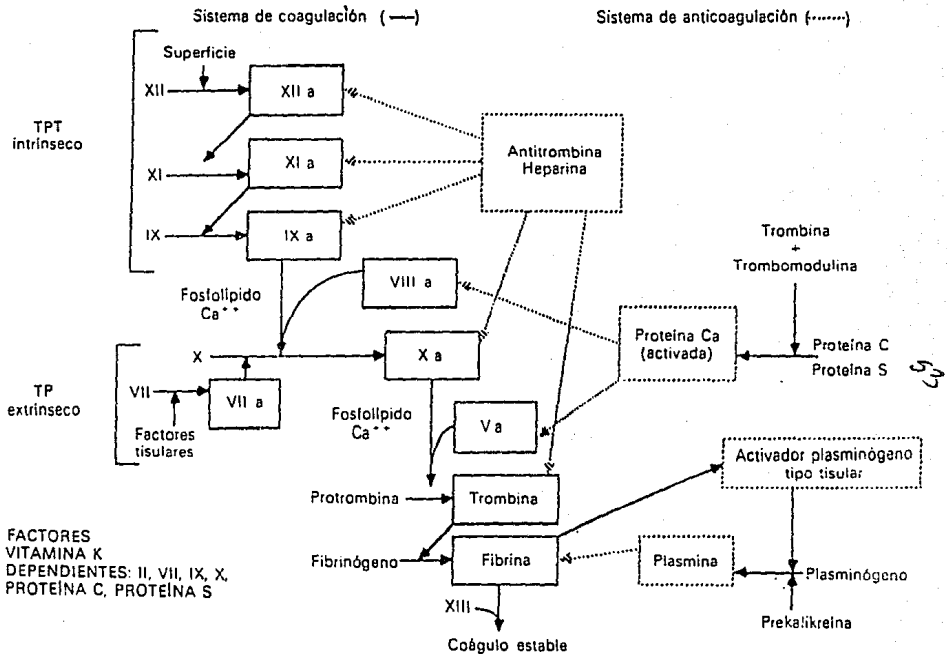 Sistema de coagulación (—)
Sistema de anticoagulación (........)
Superficie
XII
XII a
TPT
intrínseco
Antitrombina
Heparina
XI
XI a
IX
IX a
Trombina
+
Trombomodulina
VIII a
Fosfolípido
Ca++
Proteína Ca
(activada)
Proteína C
Proteína S
X
X a
TP
extrínseco
VII
VII a
Factores
tisulares
Fosfolípido
Ca++
V a
Activador plasminógeno
tipo tisular
Protrombina
Trombina
FACTORES
VITAMINA K
DEPENDIENTES: II, VII, IX, X,
PROTEÍNA C, PROTEÍNA S
Fibrinógeno
Fibrina
Plasmina
Plasminógeno
XIII
Prekalikreína
Coágulo estable